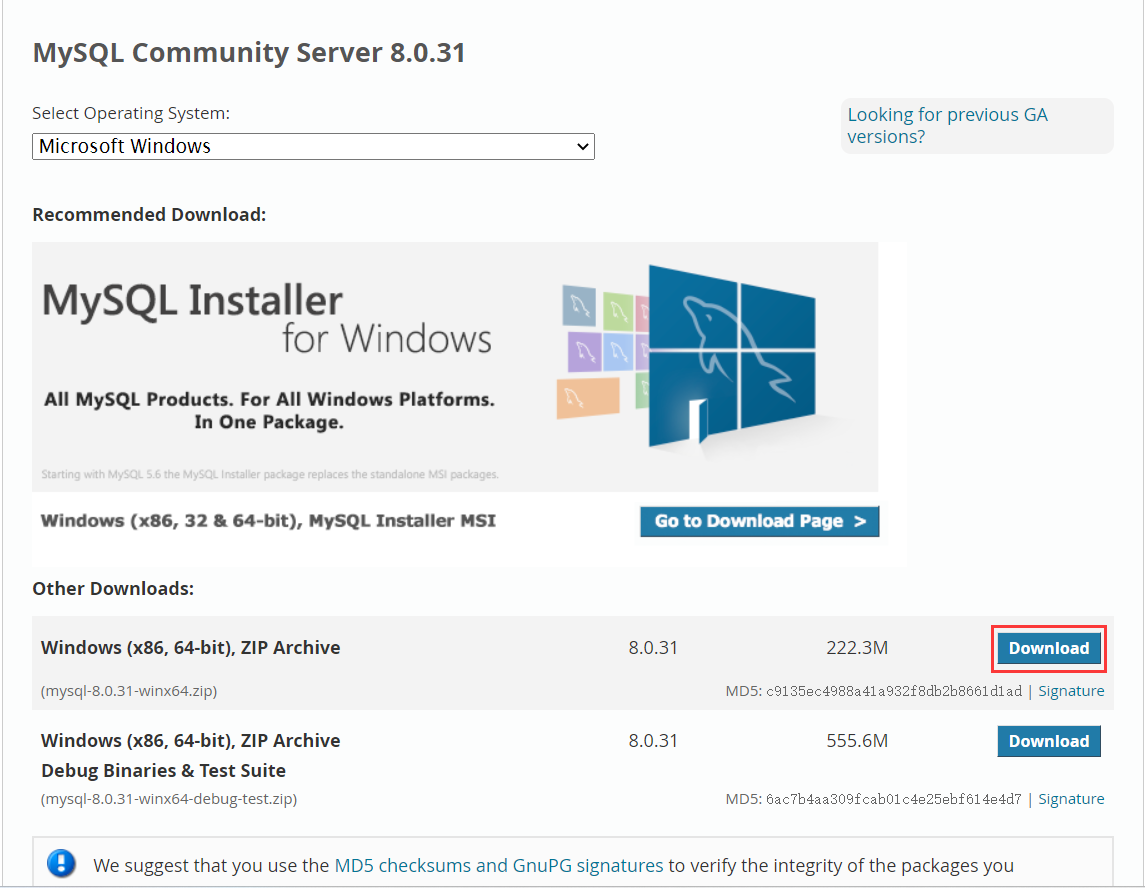 MySQL Community Server 8.0.31
Select Operating System:
Looking for previous GA
versions?
Microsoft Windows
Recommended Download:
MySQL Installer
for Windows
All MySQL Products. For All Windows Platforms.
In One Package.
Starting with MySQL 5.6 the MySQL Installer package replaces the standalone MSI packages.
Windows (x86, 32 & 64-bit), MySQL Installer MSI
Go to Download Page >
Other Downloads:
Windows (x86, 64-bit), ZIP Archive 8.0.31 222.3M Download
(mysql-8.0.31-winx64.zip) MD5: c9135ec4988a41a932f8db2b8661d1ad | Signature
Windows (x86, 64-bit), ZIP Archive 8.0.31 555.6M Download
Debug Binaries & Test Suite
(mysql-8.0.31-winx64-debug-test.zip) MD5: 6ac7b4aa309fcab01c4e25ebf614e4d7 | Signature
We suggest that you use the MD5 checksums and GnuPG signatures to verify the integrity of the packages you